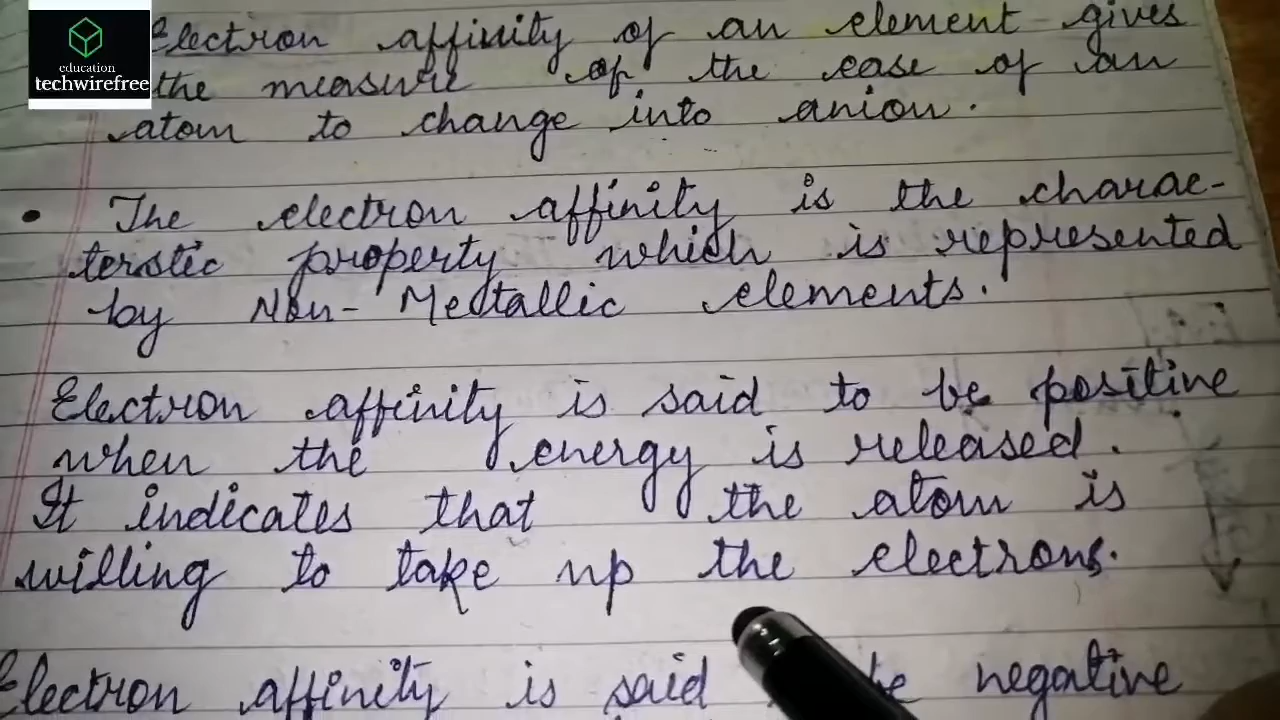 education
techwirefree
Electron affinity of an element gives
the measure of the ease of an
atom to change into anion.
• The electron affinity is the charac-
terstic property which is represented
by Non-Mectallic elements.
Electron affinity is said to be positive
when the energy is released.
It indicates that the atom is
willing to take up the electrons.
Electron affinity is said be negative